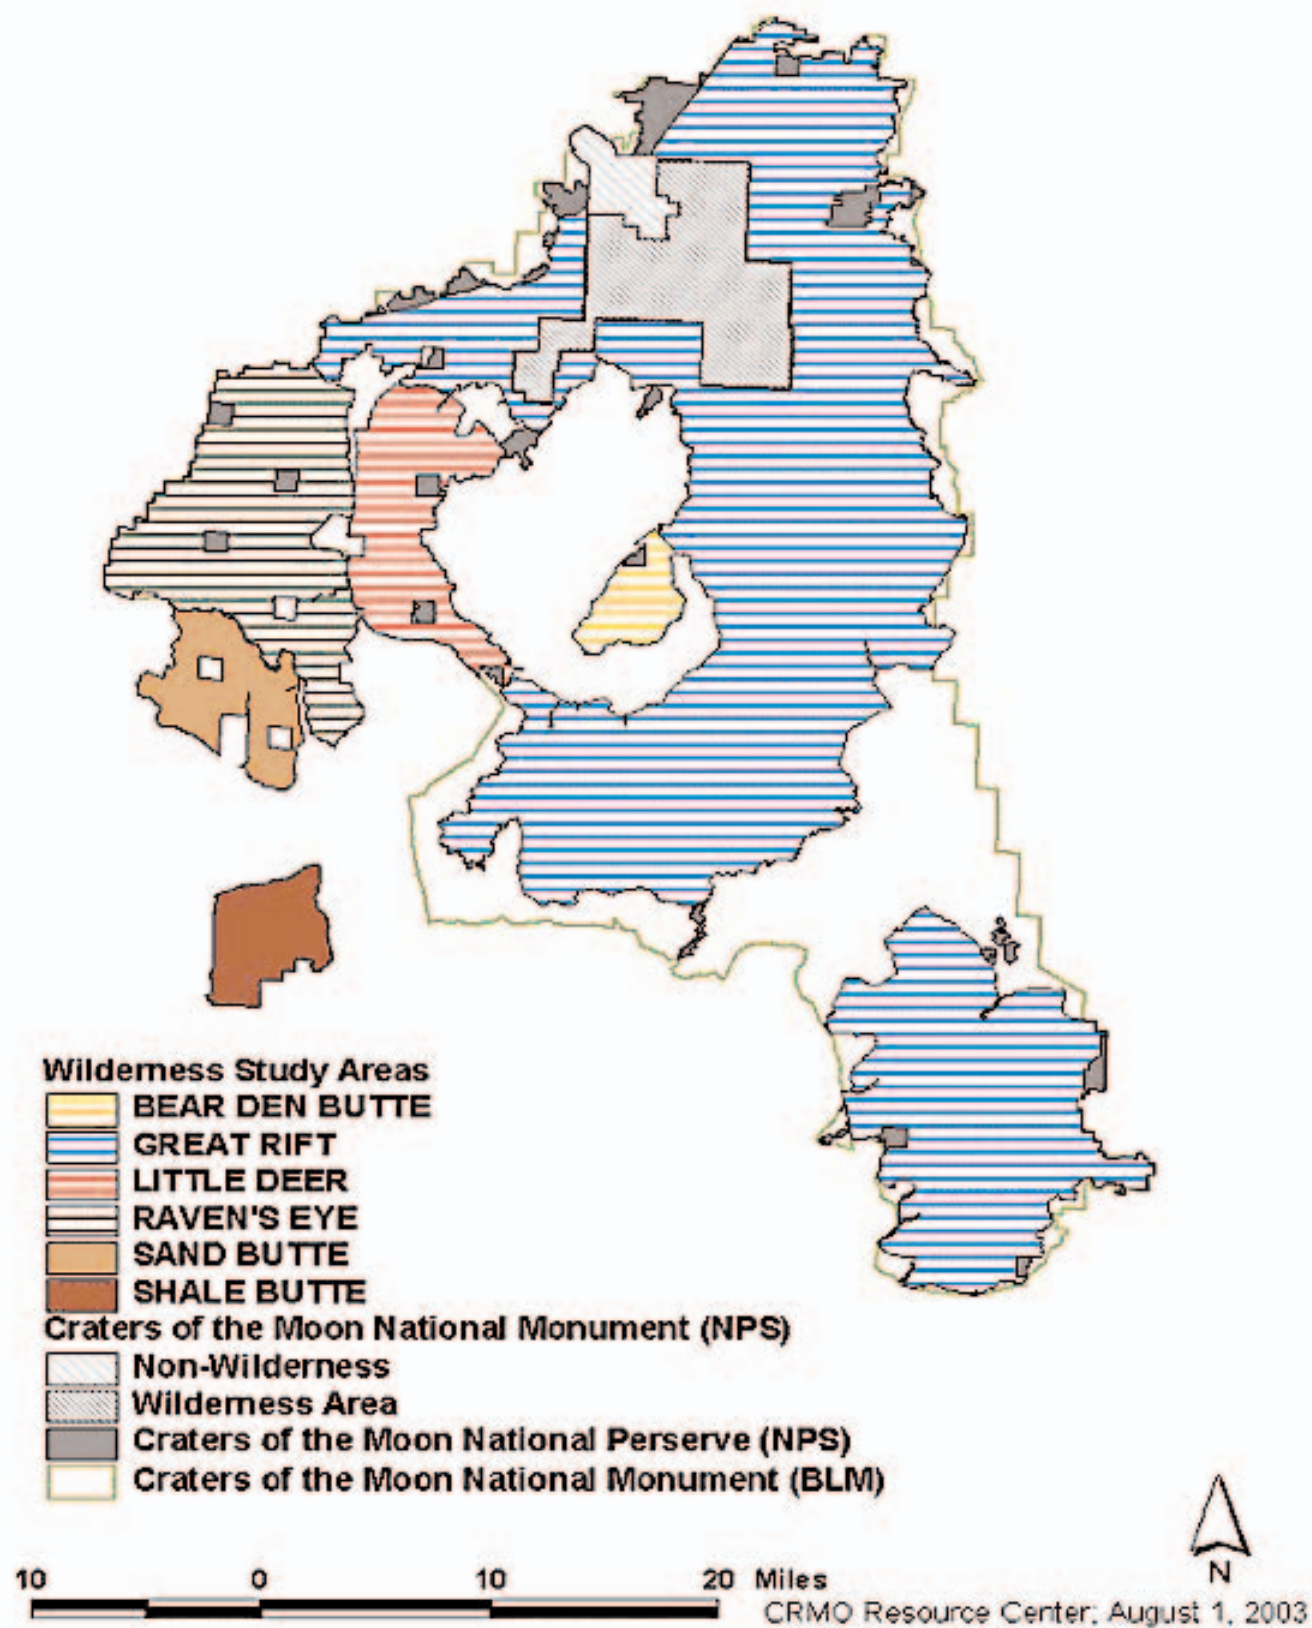 Wilderness Study Areas
BEAR DEN BUTTE
GREAT RIFT
LITTLE DEER
RAVEN'S EYE
SAND BUTTE
SHALE BUTTE
Craters of the Moon National Monument (NPS)
Non-Wilderness
Wilderness Area
Craters of the Moon National Perserve (NPS)
Craters of the Moon National Monument (BLM)
N
10 0 10 20 Miles
CRMO Resource Center; August 1, 2003